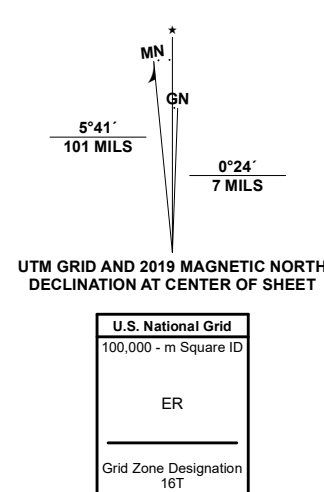 ★
MN
GN
5°41´
101 MILS
0°24´
7 MILS
UTM GRID AND 2019 MAGNETIC NORTH
DECLINATION AT CENTER OF SHEET
U.S. National Grid
100,000 - m Square ID
ER
Grid Zone Designation
16T